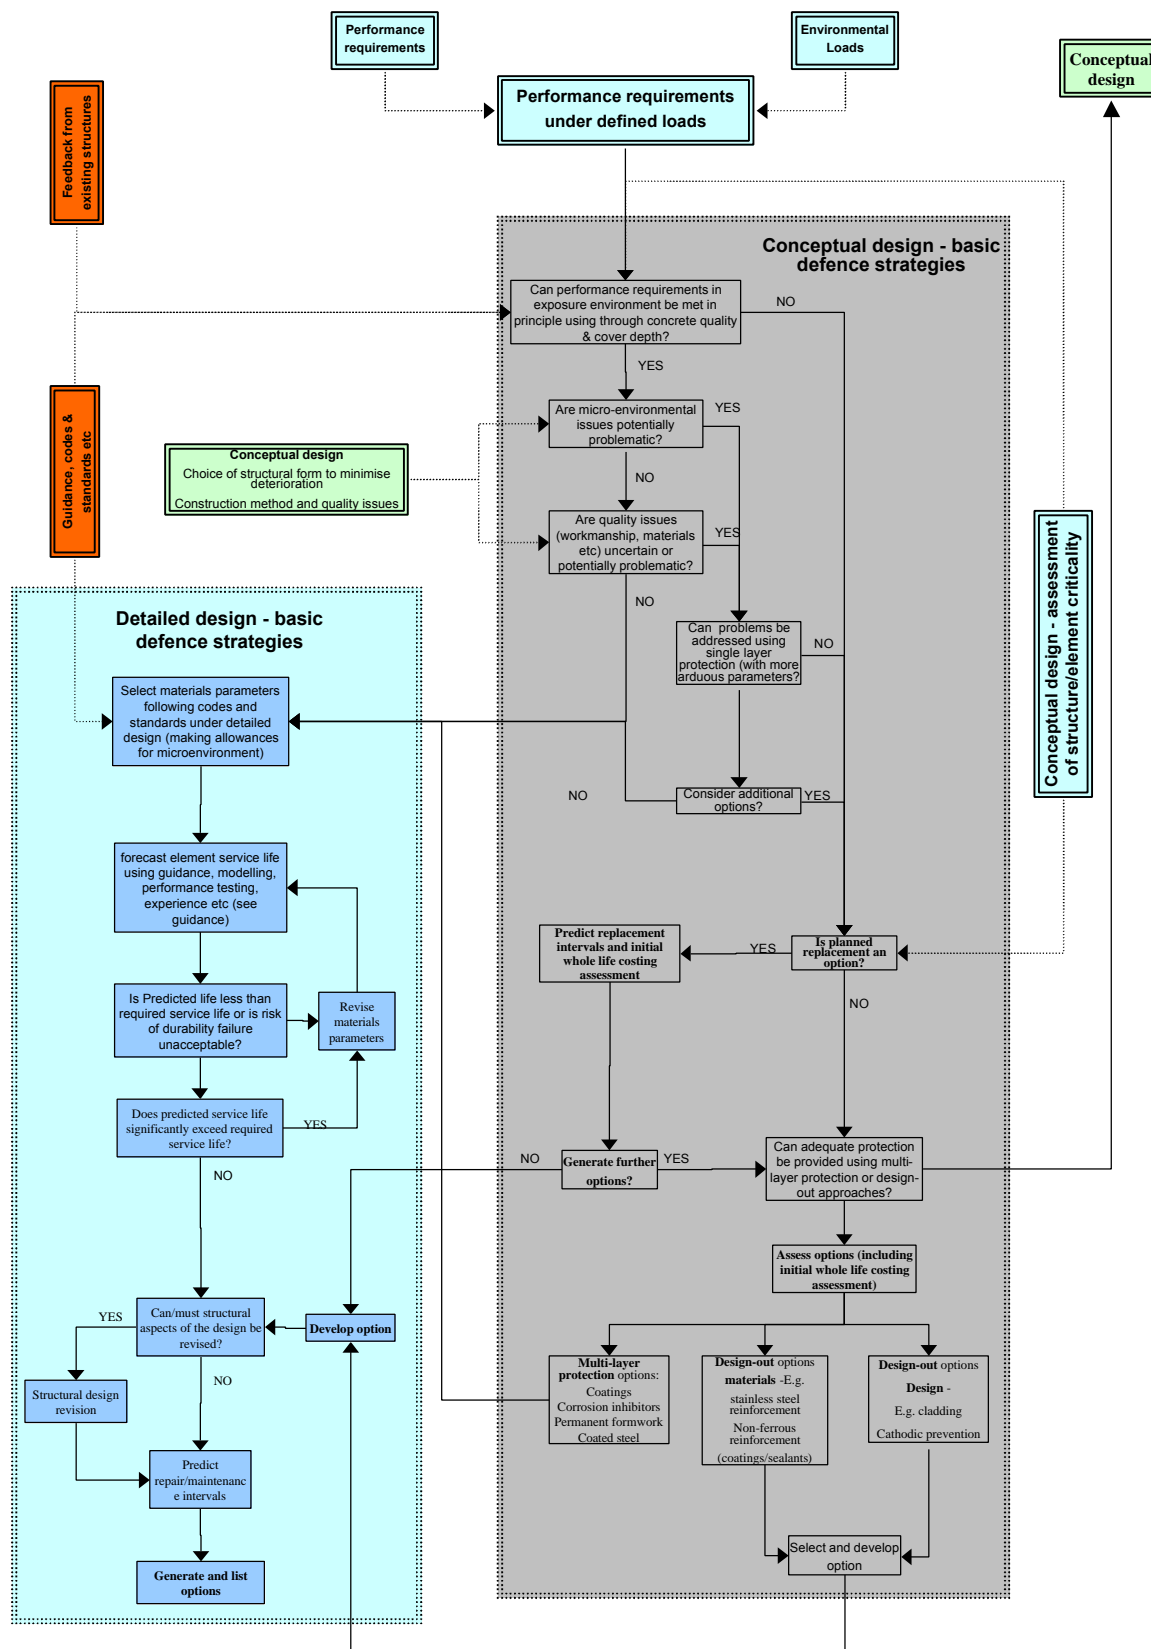 Performance
requirements
Environmental
Loads
Conceptual
design
Performance requirements
under defined loads
Feedback from
existing structures
Conceptual design - basic
defence strategies
Can performance requirements in
exposure environment be met in
principle using through concrete quality
& cover depth?
NO
YES
Guidance, codes &
standards etc
Are micro-environmental
issues potentially
problematic?
YES
NO
Conceptual design
Choice of structural form to minimise
deterioration
Construction method and quality issues
Are quality issues
(workmanship, materials
etc) uncertain or
potentially problematic?
YES
NO
Conceptual design - assessment
of structure/element criticality
Detailed design - basic
defence strategies
Can problems be
addressed using
single layer
protection (with more
arduous parameters?
NO
Select materials parameters
following codes and
standards under detailed
design (making allowances
for microenvironment)
NO
Consider additional
options?
YES
forecast element service life
using guidance, modelling,
performance testing,
experience etc (see
guidance)
Predict replacement
intervals and initial
whole life costing
assessment
YES
Is planned
replacement an
option?
NO
Is Predicted life less than
required service life or is risk
of durability failure
unacceptable?
Revise
materials
parameters
Does predicted service life
significantly exceed required
service life?
YES
NO
NO
Generate further
options?
YES
Can adequate protection
be provided using multi-
layer protection or design-
out approaches?
Assess options (including
initial whole life costing
assessment)
YES
Can/must structural
aspects of the design be
revised?
Develop option
NO
Structural design
revision
Multi-layer
protection options:
Coatings
Corrosion inhibitors
Permanent formwork
Coated steel
Design-out options
materials -E.g.
stainless steel
reinforcement
Non-ferrous
reinforcement
(coatings/sealants)
Design-out options
Design -
E.g. cladding
Cathodic prevention
Predict
repair/maintenanc
e intervals
Select and develop
option
Generate and list
options